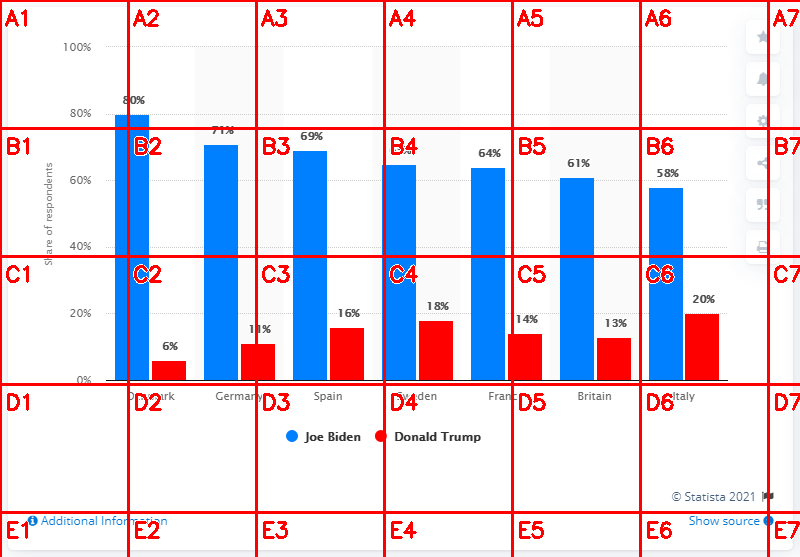 A1 A2 A3 A4 A5 A6 A7
100%
80%
80%
B1 B2 B3 B4 B5 B6 B7
71%
69%
64%
61%
58%
60%
Share of respondents
40%
C1 C2 C3 C4 C5 C6 C7
20%
6%
11%
16%
18%
14%
13%
20%
0%
Denmark Germany Spain Sweden France Britain Italy
D1 D2 D3 D4 D5 D6 D7
Joe Biden Donald Trump
© Statista 2021
Additional Information Show source
E1 E2 E3 E4 E5 E6 E7